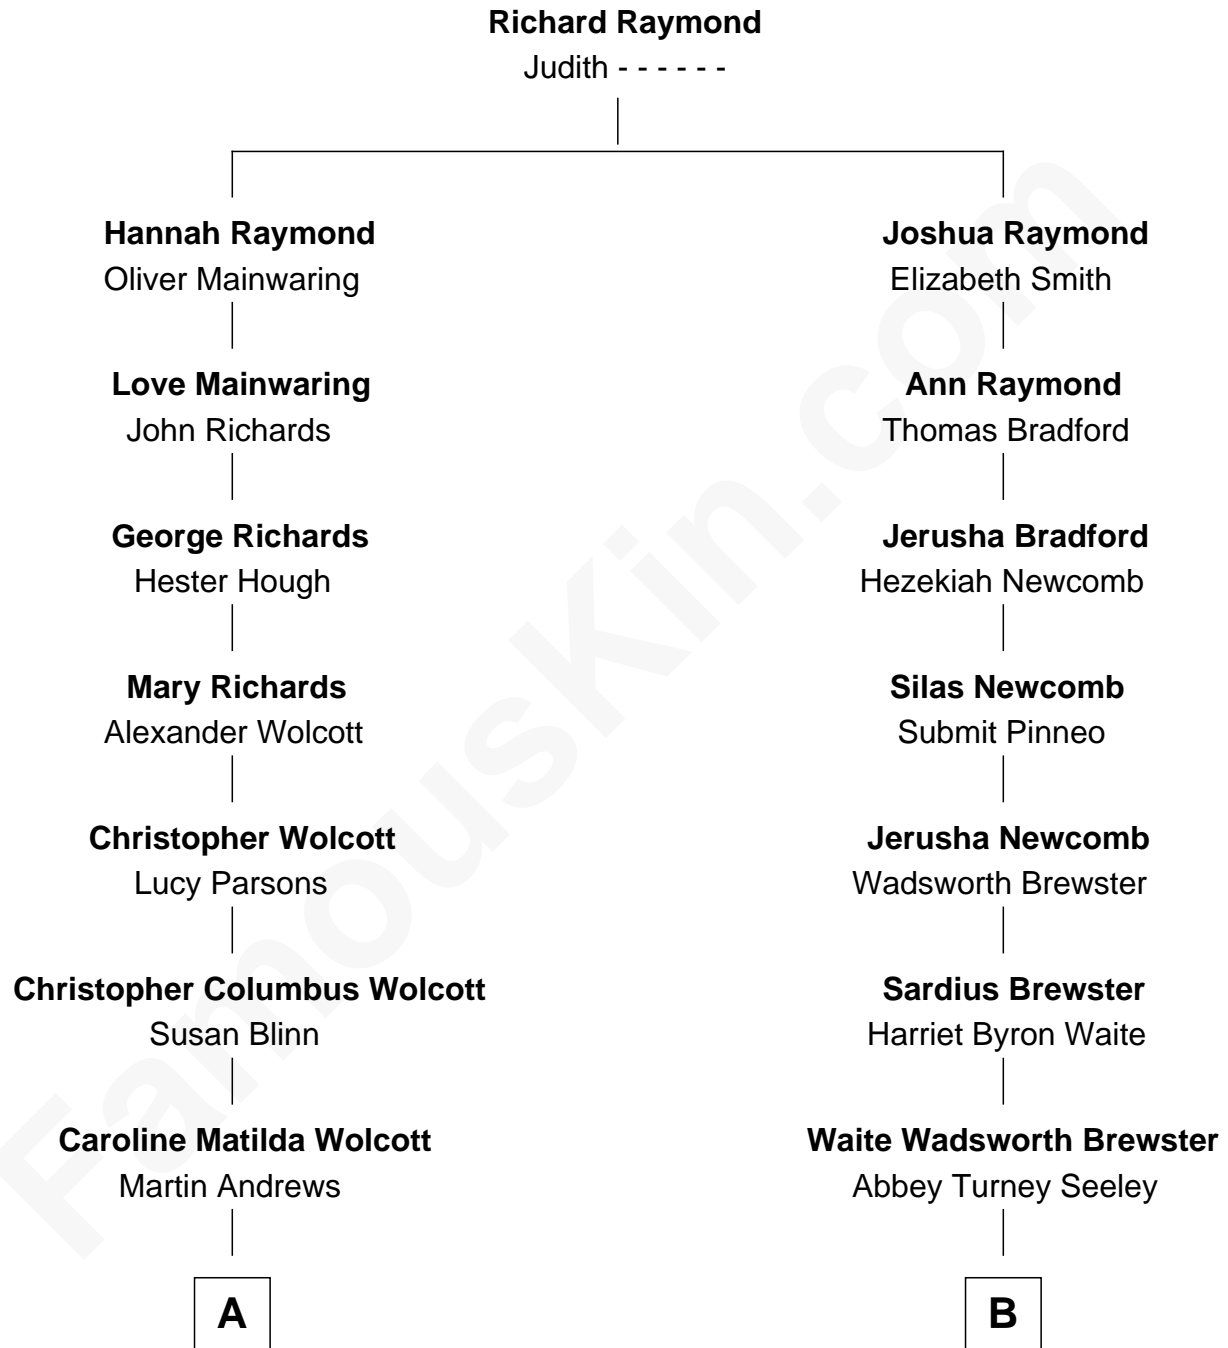 Richard Raymond
Judith - - - - - -
Hannah Raymond
Oliver Mainwaring
Joshua Raymond
Elizabeth Smith
Love Mainwaring
John Richards
Ann Raymond
Thomas Bradford
George Richards
Hester Hough
Jerusha Bradford
Hezekiah Newcomb
Mary Richards
Alexander Wolcott
Silas Newcomb
Submit Pinneo
Christopher Wolcott
Lucy Parsons
Jerusha Newcomb
Wadsworth Brewster
Christopher Columbus Wolcott
Susan Blinn
Sardius Brewster
Harriet Byron Waite
Caroline Matilda Wolcott
Martin Andrews
Waite Wadsworth Brewster
Abbey Turney Seeley
A
B
FamousKin.com